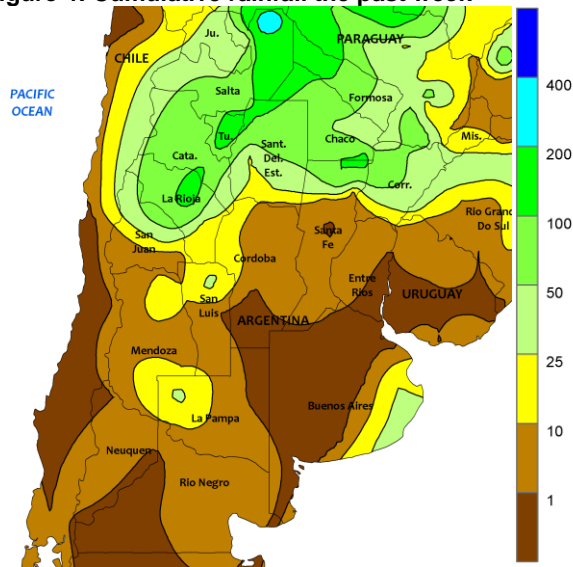 Figure 1: Cumulative rainfall the past week
PARAGUAY
Ju.
CHILE
PACIFIC
OCEAN
Salta
Formosa
Tu.
Chaco
Mis.
Sant.
Del.
Est.
Cata.
Corr.
La Rioja
Rio Grand
Do Sul
San
Juan
Santa
Fe
Cordoba
Entre
Rios
URUGUAY
San
Luis
ARGENTINA
Mendoza
Buenos Aires
La Pampa
Neuquen
Rio Negro
400
200
100
50
25
10
1